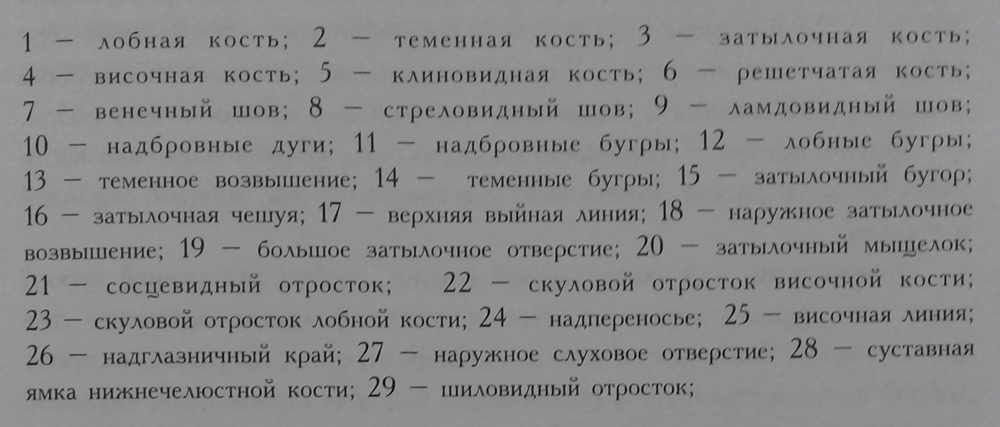 1 — лобная кость; 2 — теменная кость; 3 — затылочная кость;
4 — височная кость; 5 — клиновидная кость; 6 — решетчатая кость;
7 — венечный шов; 8 — стреловидный шов; 9 — ламдовидный шов;
10 — надбровные дуги; 11 — надбровные бугры; 12 — лобные бугры;
13 — теменное возвышение; 14 — теменные бугры; 15 — затылочный бугор;
16 — затылочная чешуя; 17 — верхняя выйная линия; 18 — наружное затылочное
возвышение; 19 — большое затылочное отверстие; 20 — затылочный мыщелок;
21 — сосцевидный отросток; 22 — скуловой отросток височной кости;
23 — скуловой отросток лобной кости; 24 — надпереносье; 25 — височная линия;
26 — надглазничный край; 27 — наружное слуховое отверстие; 28 — суставная
ямка нижнечелюстной кости; 29 — шиловидный отросток;